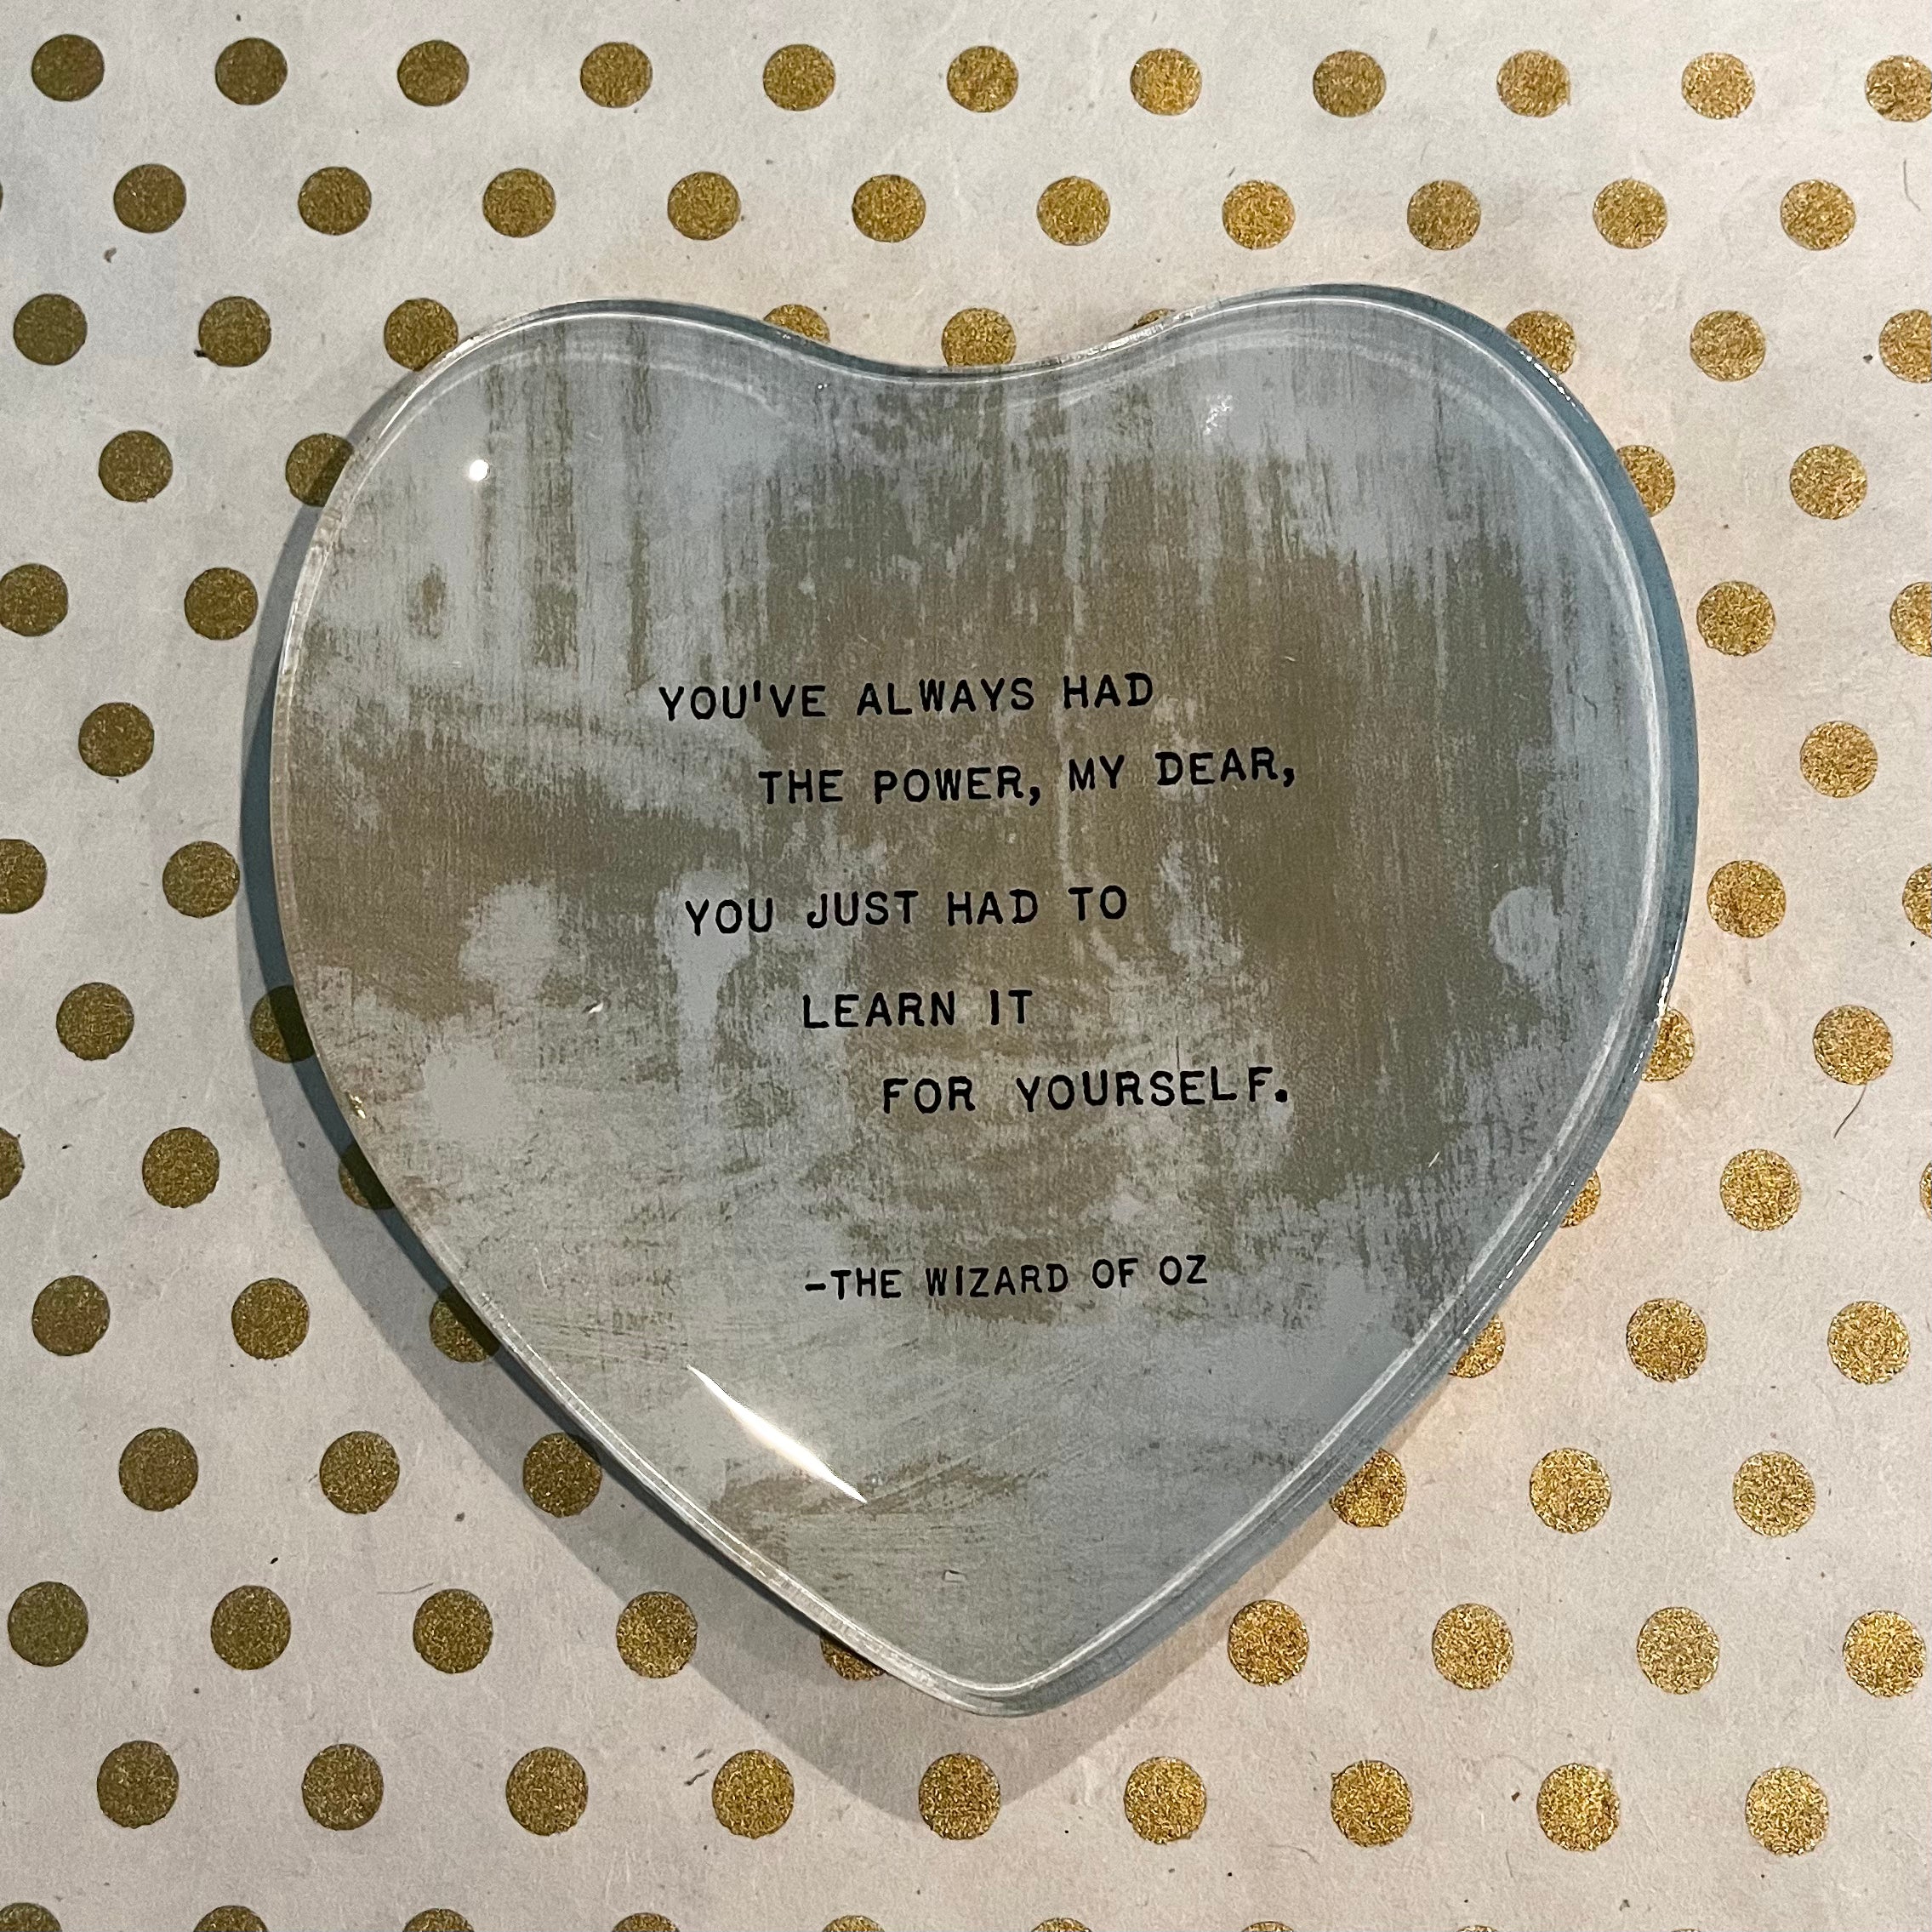 YOU'VE ALWAYS HAD
THE POWER, MY DEAR,
YOU JUST HAD TO
LEARN IT
FOR YOURSELF.
-THE WIZARD OF OZ